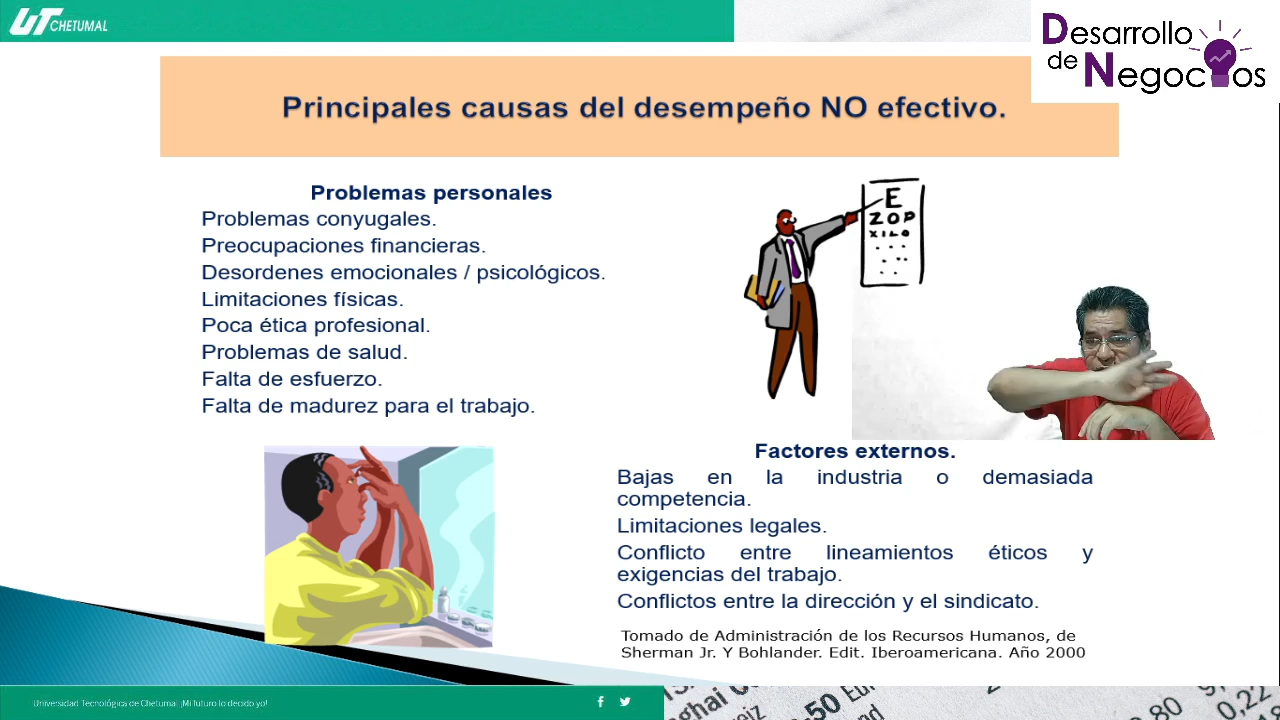 UT CHETUMAL
Desarrollo
de Negocios
Principales causas del desempeño NO efectivo.
Problemas personales
Problemas conyugales.
Preocupaciones financieras.
Desordenes emocionales / psicológicos.
Limitaciones físicas.
Poca ética profesional.
Problemas de salud.
Falta de esfuerzo.
Falta de madurez para el trabajo.
E
ZOP
XILO
Factores externos.
Bajas en la industria o demasiada
competencia.
Limitaciones legales.
Conflicto entre lineamientos éticos y
exigencias del trabajo.
Conflictos entre la dirección y el sindicato.
Tomado de Administración de los Recursos Humanos, de
Sherman Jr. Y Bohlander. Edit. Iberoamericana. Año 2000
Universidad Tecnológica de Chetumal ¡Mi futuro lo decido yo!
0,80
0,22